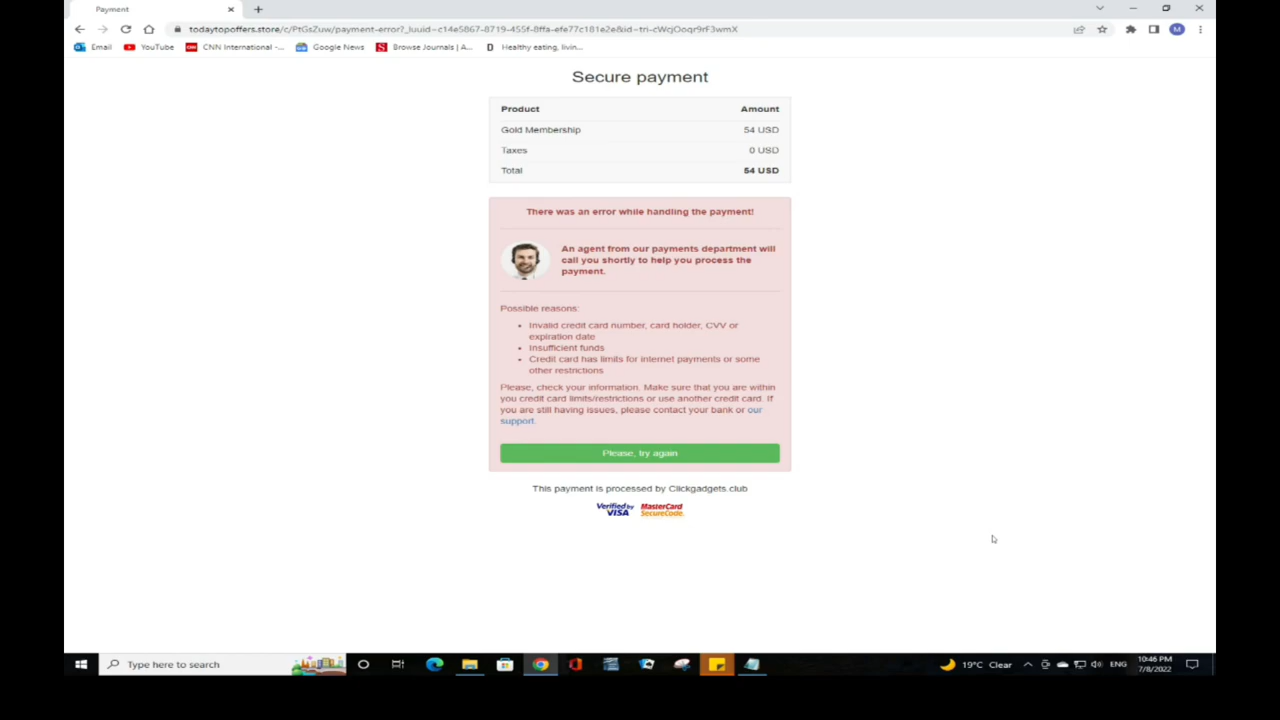 Payment
todaytopoffers.store/c/PtGsZuw/payment-error?_luuid=c14e5867-8719-455f-8ffa-efe77c181e2e&id=tri-cWcjOoqr9rF3wmX
Email YouTube CNN International -... Google News Browse Journals | A... Healthy eating, livin...
Secure payment
Product Amount
Gold Membership 54 USD
Taxes 0 USD
Total 54 USD
There was an error while handling the payment!
An agent from our payments department will
call you shortly to help you process the
payment.
Possible reasons:
Invalid credit card number, card holder, CVV or
expiration date
Insufficient funds
Credit card has limits for internet payments or some
other restrictions
Please, check your information. Make sure that you are within
you credit card limits/restrictions or use another credit card. If
you are still having issues, please contact your bank or our
support.
Please, try again
This payment is processed by Clickgadgets.club
Verified by VISA MasterCard SecureCode.
Type here to search 19°C Clear ENG 10:46 PM
7/8/2022